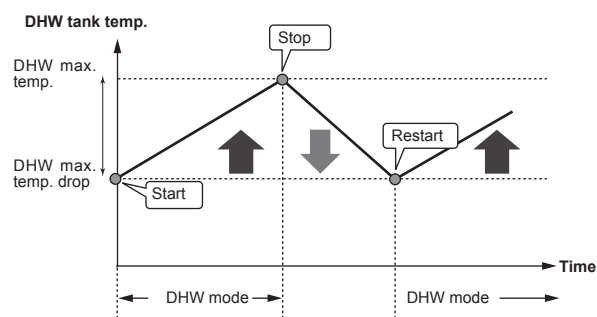 DHW tank temp.
Stop
DHW max.
temp.
Restart
DHW max.
temp. drop
Start
Time
DHW mode
DHW mode